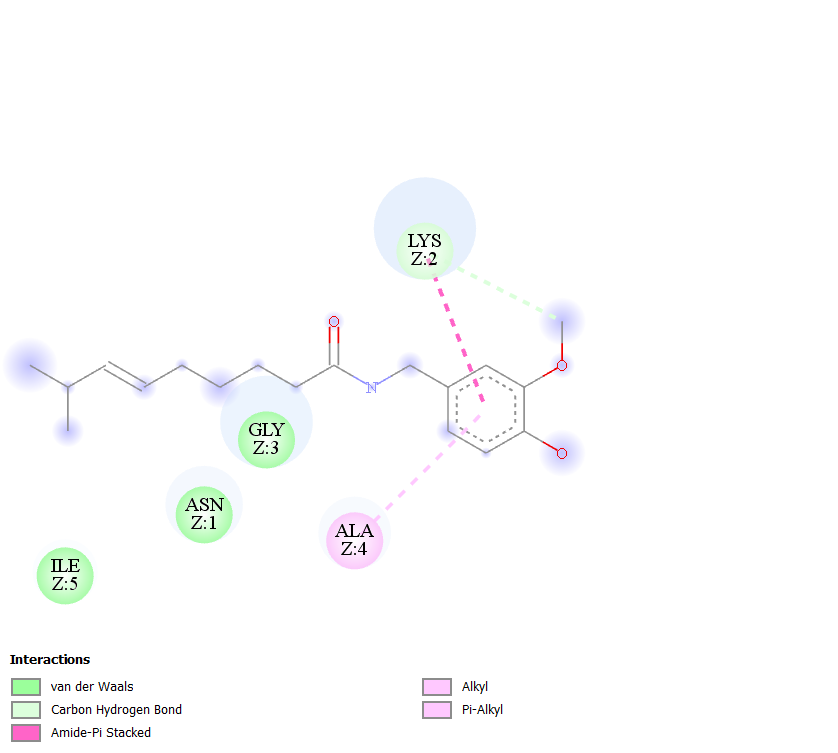 LYS
Z:2
O
O
N
GLY
Z:3
O
ASN
Z:1
ALA
Z:4
ILE
Z:5
Interactions
van der Waals
Carbon Hydrogen Bond
Amide-Pi Stacked
Alkyl
Pi-Alkyl